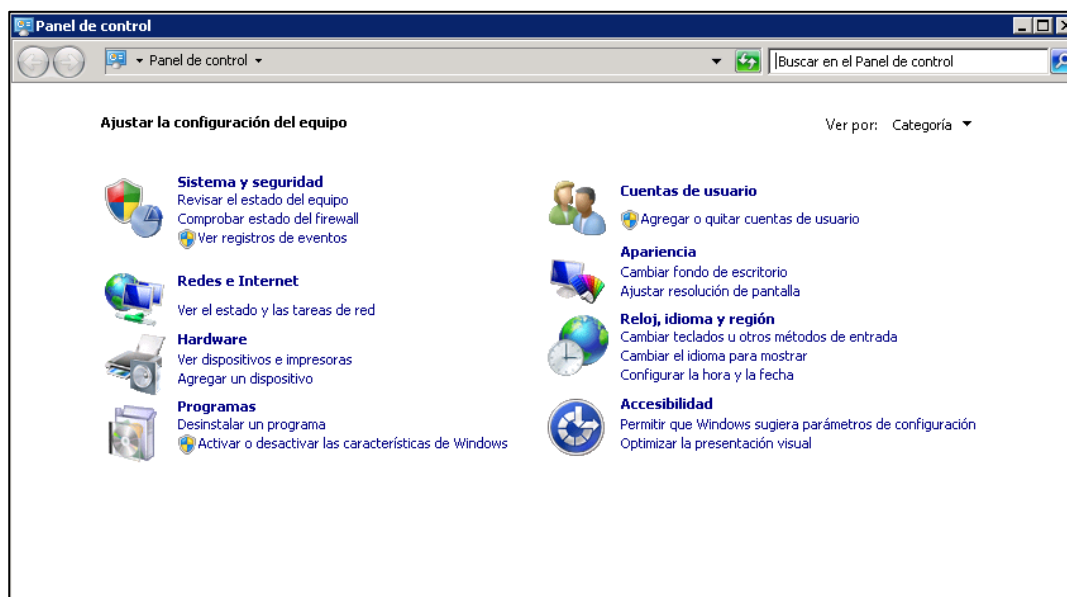 Panel de control
Panel de control
Buscar en el Panel de control
Ajustar la configuración del equipo
Ver por: Categoría
Sistema y seguridad
Revisar el estado del equipo
Comprobar estado del firewall
Ver registros de eventos
Redes e Internet
Ver el estado y las tareas de red
Hardware
Ver dispositivos e impresoras
Agregar un dispositivo
Programas
Desinstalar un programa
Activar o desactivar las características de Windows
Cuentas de usuario
Agregar o quitar cuentas de usuario
Apariencia
Cambiar fondo de escritorio
Ajustar resolución de pantalla
Reloj, idioma y región
Cambiar teclados u otros métodos de entrada
Cambiar el idioma para mostrar
Configurar la hora y la fecha
Accesibilidad
Permitir que Windows sugiera parámetros de configuración
Optimizar la presentación visual